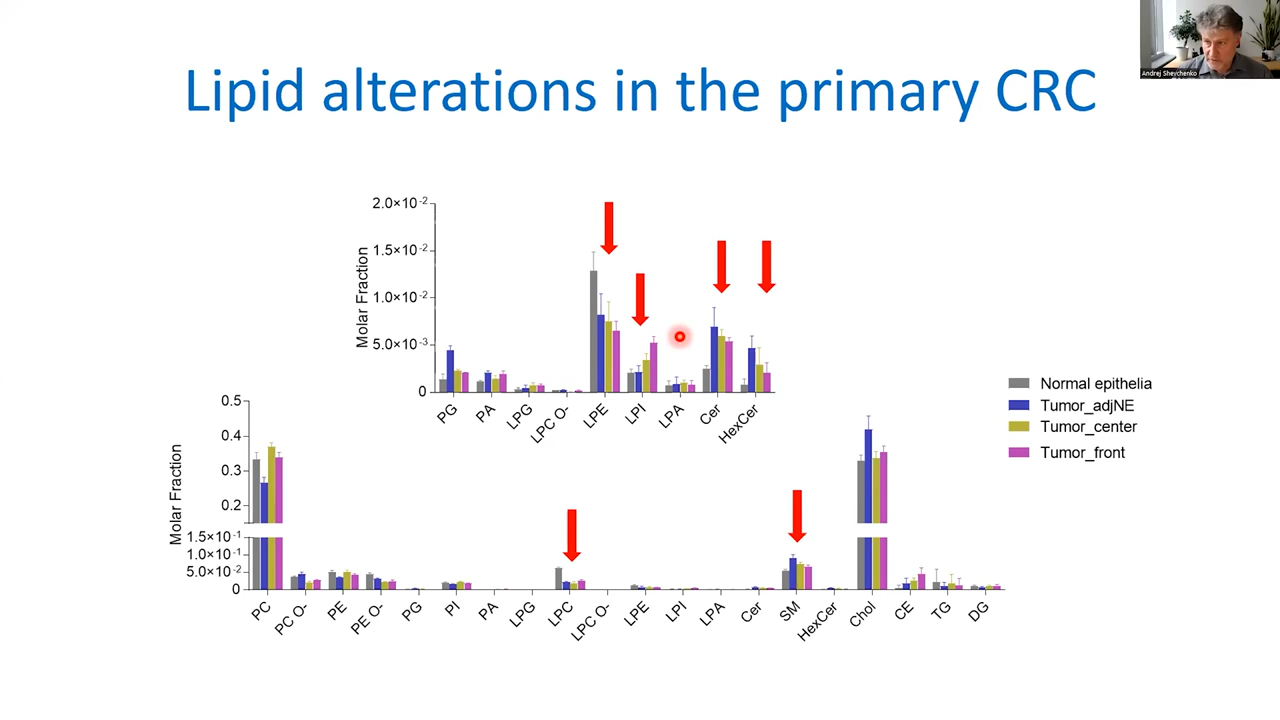 Lipid alterations in the primary CRC
Andrej Shevchenko
Molar Fraction
2.0×10⁻²
1.5×10⁻²
1.0×10⁻²
5.0×10⁻³
0
PG PA LPG LPC O- LPE LPI LPA Cer HexCer
Normal epithelia
Tumor_adjNE
Tumor_center
Tumor_front
Molar Fraction
0.5
0.4
0.3
0.2
1.5×10⁻¹
1.0×10⁻¹
5.0×10⁻²
0
PC PC O- PE PE O- PG PI PA LPG LPC LPC O- LPE LPI LPA Cer SM HexCer Chol CE TG DG